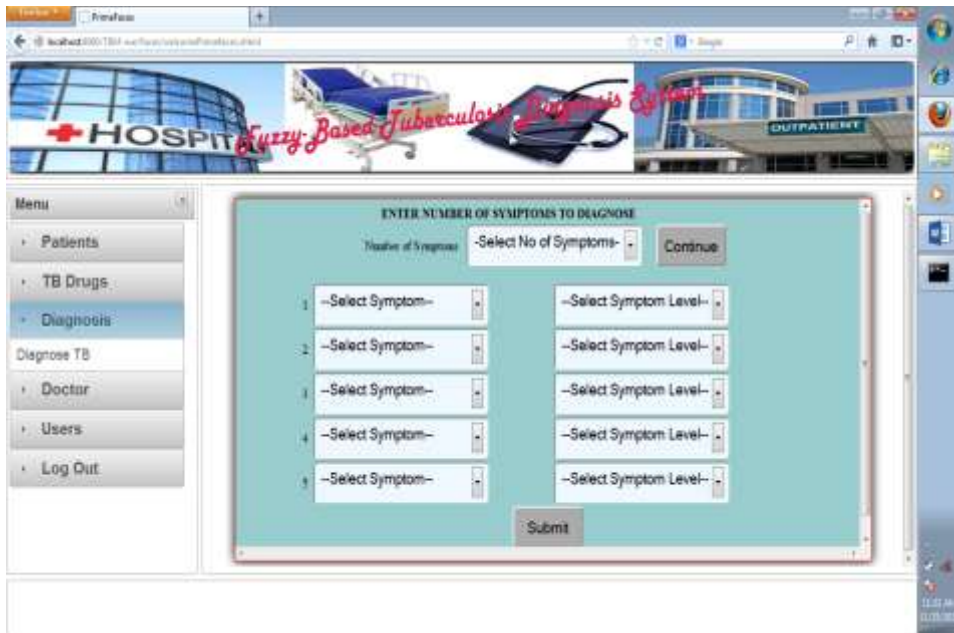 PrimeFaces
HOSPIT
Fuzzy-Based Tuberculosis Diagnosis System
OUTPATIENT
Menu
Patients
TB Drugs
Diagnosis
Diagnose TB
Doctor
Users
Log Out
ENTER NUMBER OF SYMPTOMS TO DIAGNOSE
Number of Symptoms -Select No of Symptoms- Continue
1 --Select Symptom-- --Select Symptom Level--
2 --Select Symptom-- --Select Symptom Level--
3 --Select Symptom-- --Select Symptom Level--
4 --Select Symptom-- --Select Symptom Level--
5 --Select Symptom-- --Select Symptom Level--
Submit